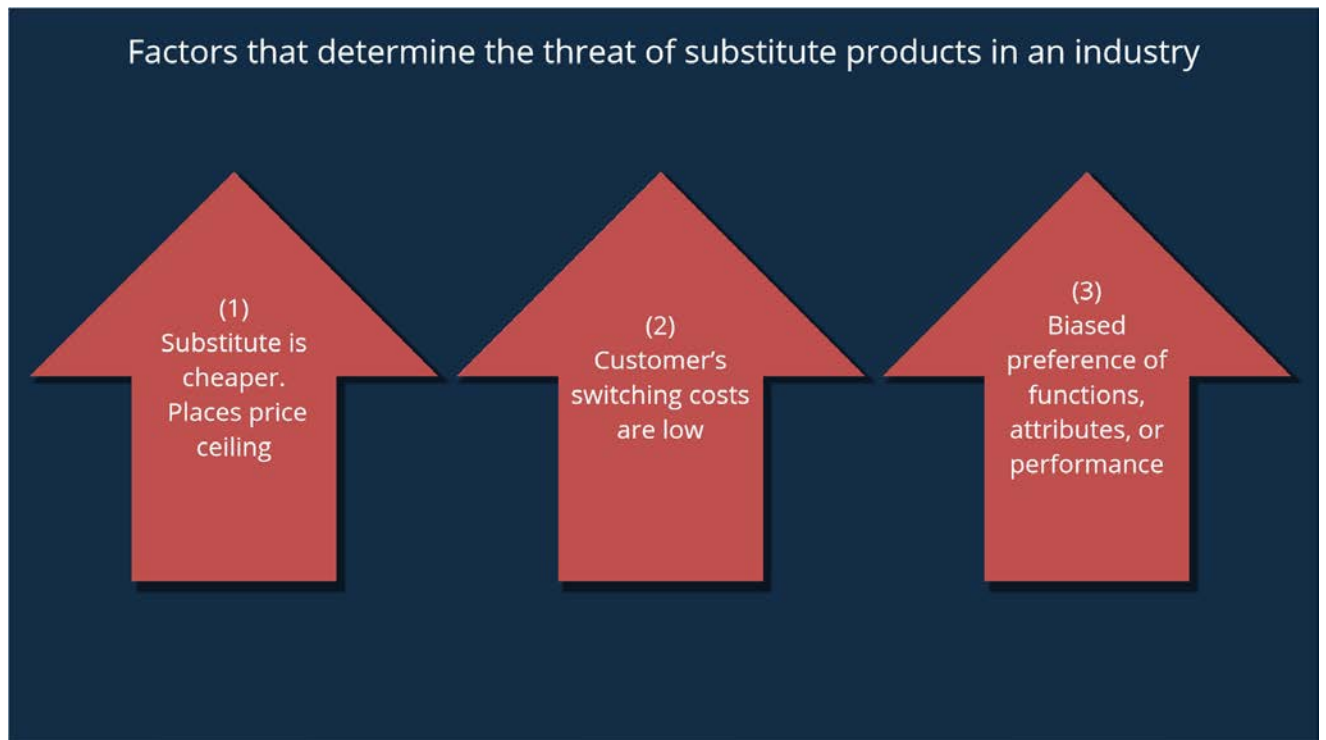 Factors that determine the threat of substitute products in an industry
(1)
Substitute is
cheaper.
Places price
ceiling
(2)
Customer’s
switching costs
are low
(3)
Biased
preference of
functions,
attributes, or
performance